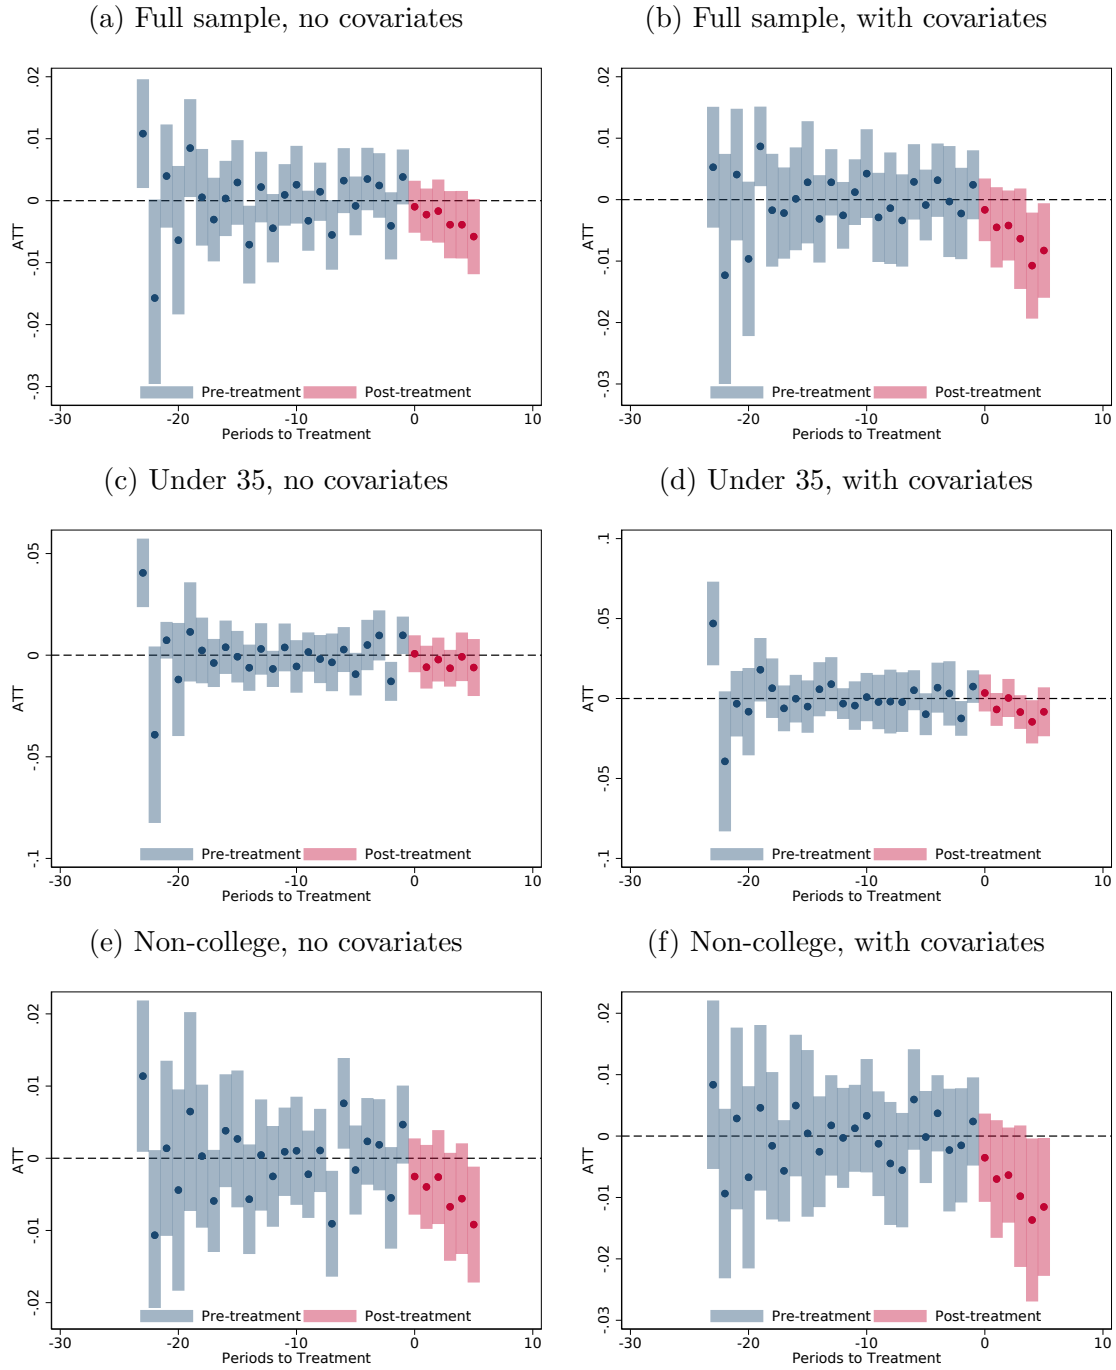 (a) Full sample, no covariates
(b) Full sample, with covariates
.02
.01
0
-.01
-.02
-.03
ATT
Pre-treatment
Post-treatment
-30
-20
-10
0
10
Periods to Treatment
.02
.01
0
-.01
-.02
-.03
ATT
Pre-treatment
Post-treatment
-30
-20
-10
0
10
Periods to Treatment
(c) Under 35, no covariates
(d) Under 35, with covariates
.05
0
-.05
-.1
ATT
Pre-treatment
Post-treatment
-30
-20
-10
0
10
Periods to Treatment
.1
.05
0
-.05
-.1
ATT
Pre-treatment
Post-treatment
-30
-20
-10
0
10
Periods to Treatment
(e) Non-college, no covariates
(f) Non-college, with covariates
.02
.01
0
-.01
-.02
ATT
Pre-treatment
Post-treatment
-30
-20
-10
0
10
Periods to Treatment
.02
.01
0
-.01
-.02
-.03
ATT
Pre-treatment
Post-treatment
-30
-20
-10
0
10
Periods to Treatment